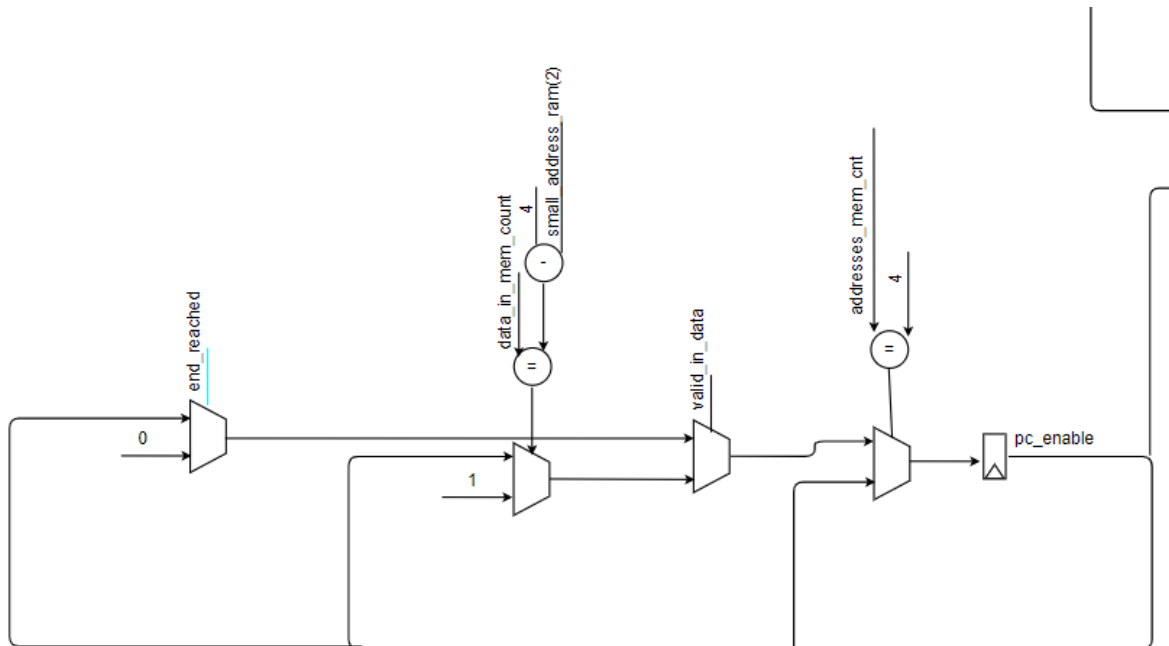 end_reached
0
data_in_mem_count
4
small_address_ram(2)
-
=
1
valid_in_data
addresses_mem_cnt
4
=
pc_enable